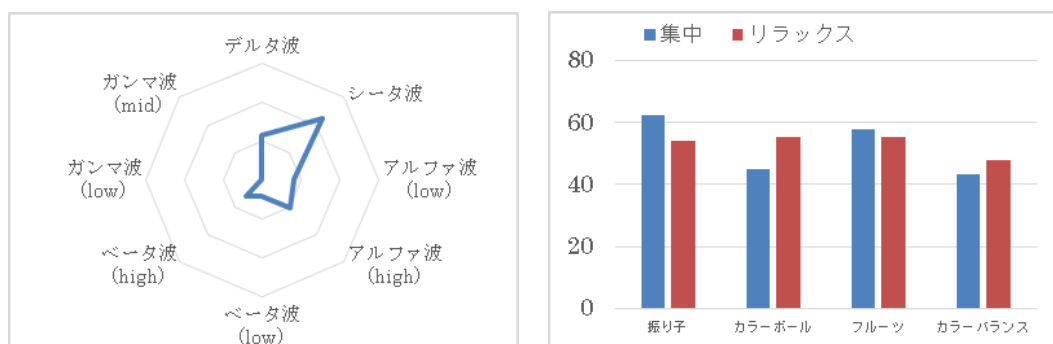 デルタ波
シータ波
アルファ波
(low)
アルファ波
(high)
ベータ波
(low)
ベータ波
(high)
ガンマ波
(low)
ガンマ波
(mid)
集中
リラックス
80
60
40
20
0
振り子
カラーボール
フルーツ
カラーバランス